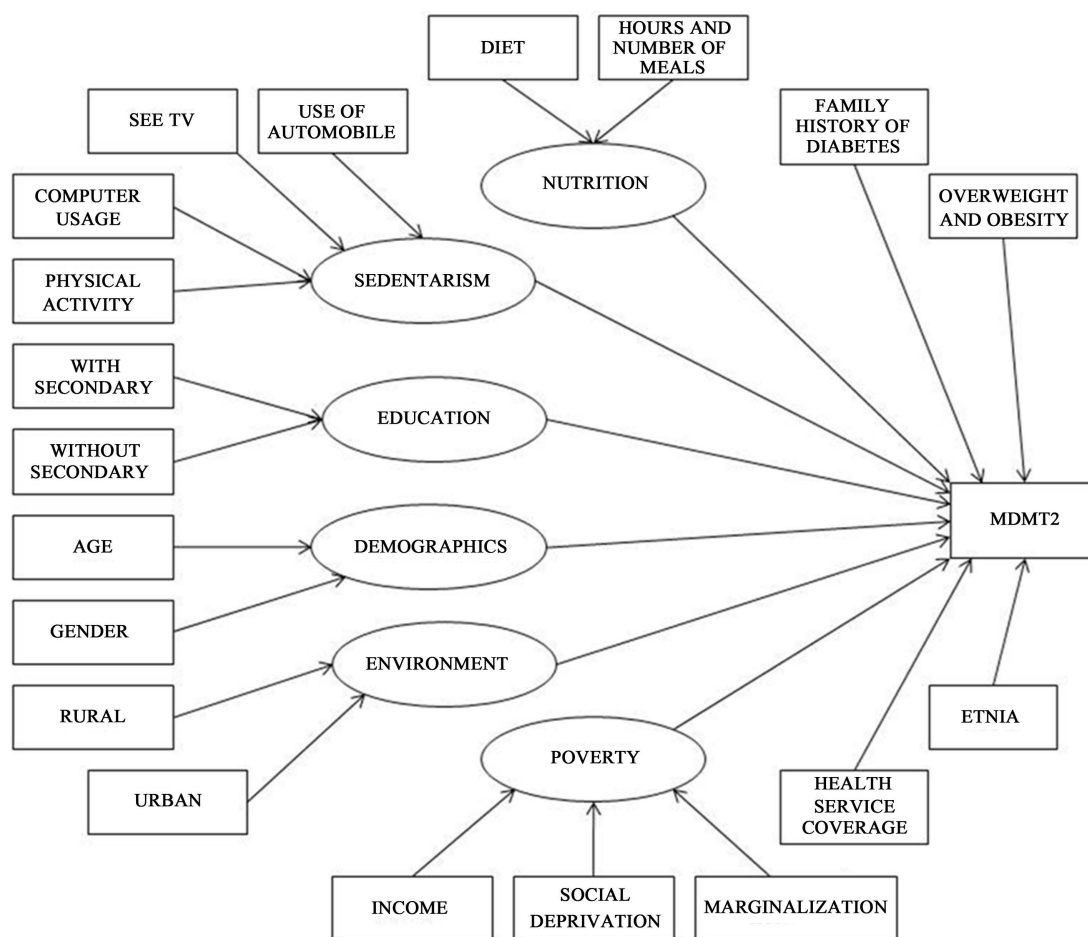 DIET
HOURS AND
NUMBER OF
MEALS
SEE TV
USE OF
AUTOMOBILE
FAMILY
HISTORY OF
DIABETES
NUTRITION
COMPUTER
USAGE
OVERWEIGHT
AND OBESITY
PHYSICAL
ACTIVITY
SEDENTARISM
WITH
SECONDARY
EDUCATION
WITHOUT
SECONDARY
MDMT2
AGE
DEMOGRAPHICS
GENDER
ENVIRONMENT
RURAL
ETNIA
POVERTY
URBAN
HEALTH
SERVICE
COVERAGE
INCOME
SOCIAL
DEPRIVATION
MARGINALIZATION